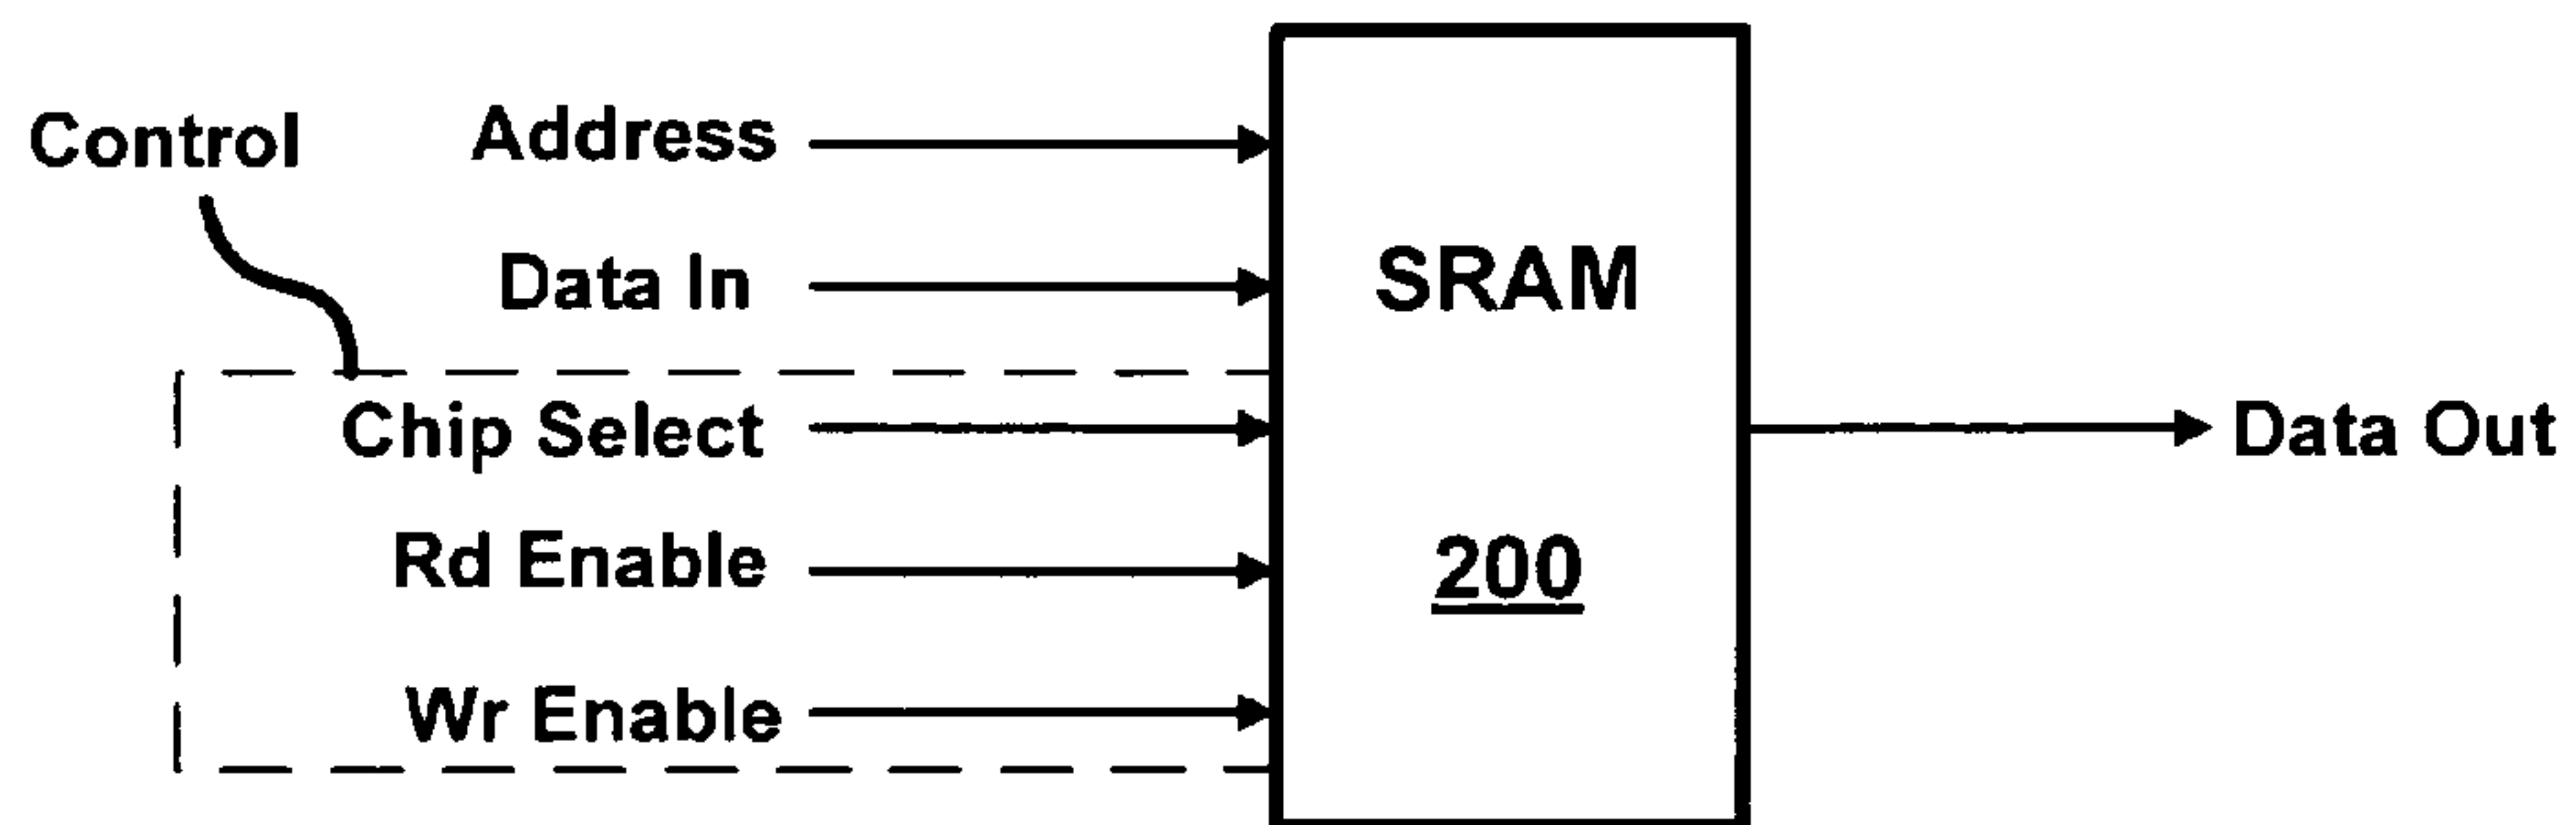 Control
Address
Data In
Chip Select
Rd Enable
Wr Enable
SRAM
200
Data Out